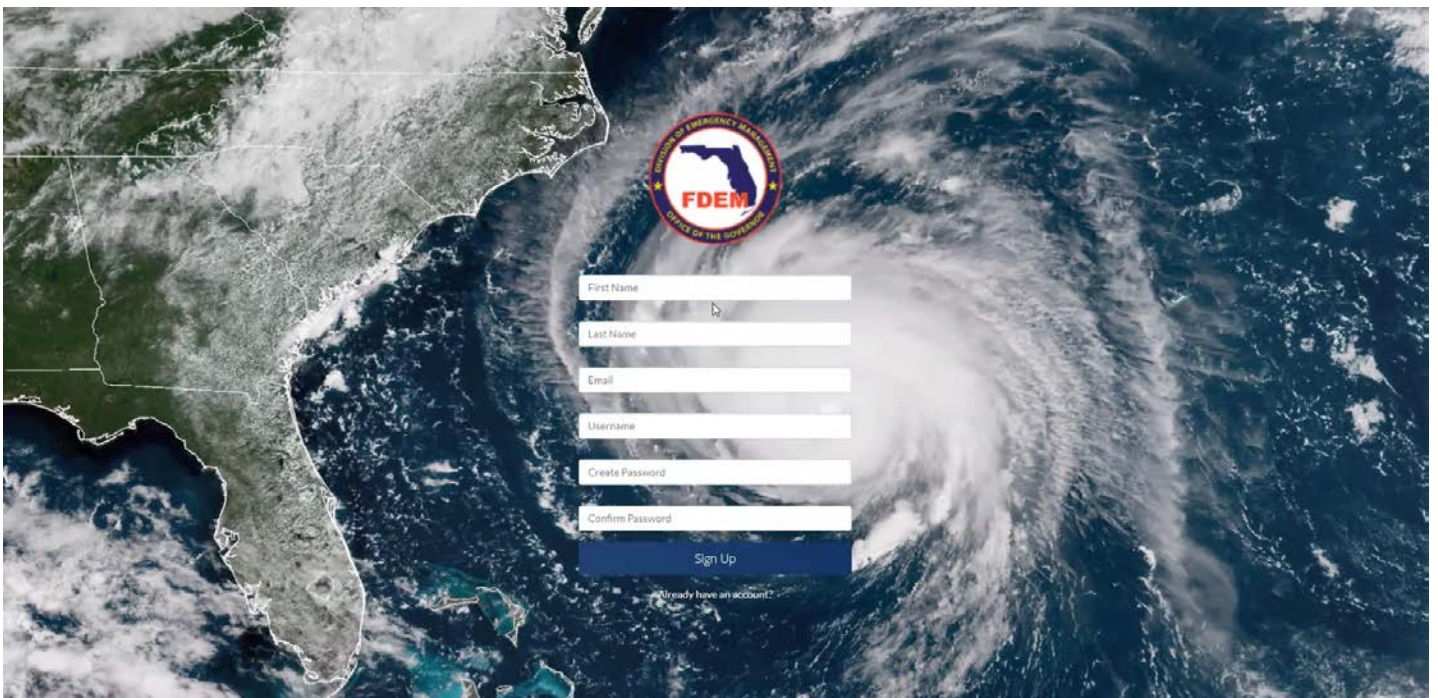 DIVISION OF EMERGENCY MANAGEMENT
FDEM
OFFICE OF THE GOVERNOR
First Name
Last Name
Email
Username
Create Password
Confirm Password
Sign Up
Already have an account?